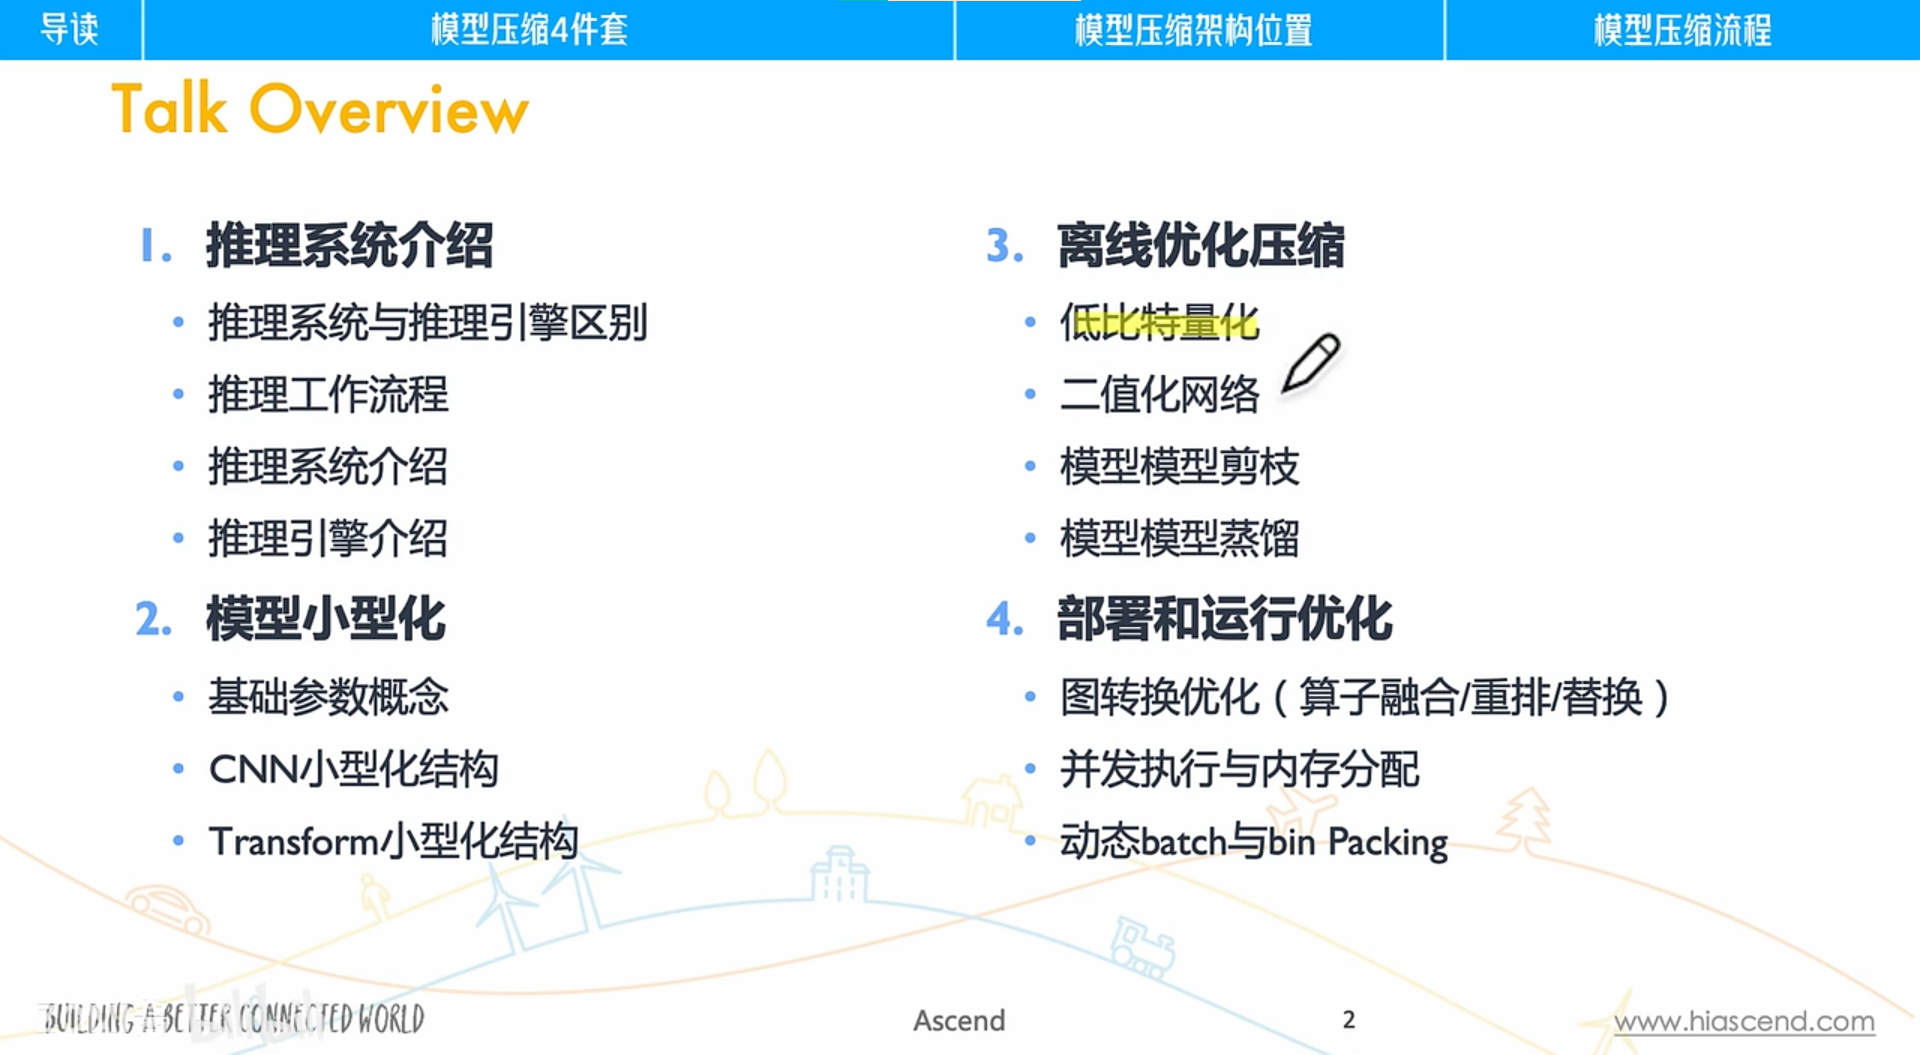 导读
模型压缩4件套
模型压缩架构位置
模型压缩流程
Talk Overview
1. 推理系统介绍
• 推理系统与推理引擎区别
• 推理工作流程
• 推理系统介绍
• 推理引擎介绍
2. 模型小型化
• 基础参数概念
• CNN小型化结构
• Transform小型化结构
3. 离线优化压缩
• 低比特量化
• 二值化网络
• 模型模型剪枝
• 模型模型蒸馏
4. 部署和运行优化
• 图转换优化（算子融合/重排/替换）
• 并发执行与内存分配
• 动态batch与bin Packing
BUILDING A BETTER CONNECTED WORLD
Ascend
2
www.hiascend.com